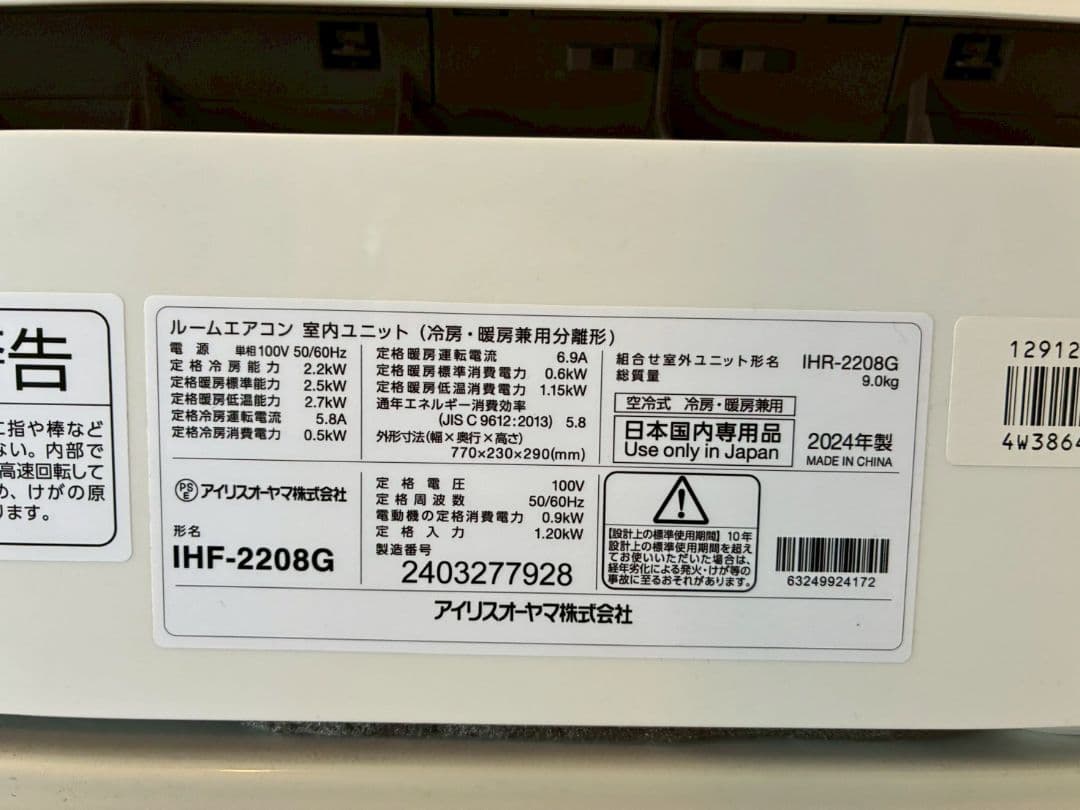 告
に指や棒など
ない。内部で
高速回転して
め、けがの原
ります。
ルームエアコン 室内ユニット (冷房・暖房兼用分離形)
電源 単相100V 50/60Hz
定格冷房能力 2.2kW
定格暖房標準能力 2.5kW
定格暖房低温能力 2.7kW
定格冷房運転電流 5.8A
定格冷房消費電力 0.5kW
定格暖房運転電流 6.9A
定格暖房標準消費電力 0.6kW
定格暖房低温消費電力 1.15kW
通年エネルギー消費効率
(JIS C 9612:2013) 5.8
外形寸法(幅×奥行×高さ)
770×230×290(mm)
組合せ室外ユニット形名 IHR-2208G
総質量 9.0kg
空冷式 冷房・暖房兼用
日本国内専用品
Use only in Japan
2024年製
MADE IN CHINA
PSE アイリスオーヤマ株式会社
形名
IHF-2208G
定格電圧 100V
定格周波数 50/60Hz
電動機の定格消費電力 0.9kW
定格入力 1.20kW
製造番号
2403277928
【設計上の標準使用期間】10年
設計上の標準使用期間を超え
てお使いいただいた場合は、
経年劣化による発火・けが等の
事故に至るおそれがあります。
63249924172
アイリスオーヤマ株式会社
12912
4W3864